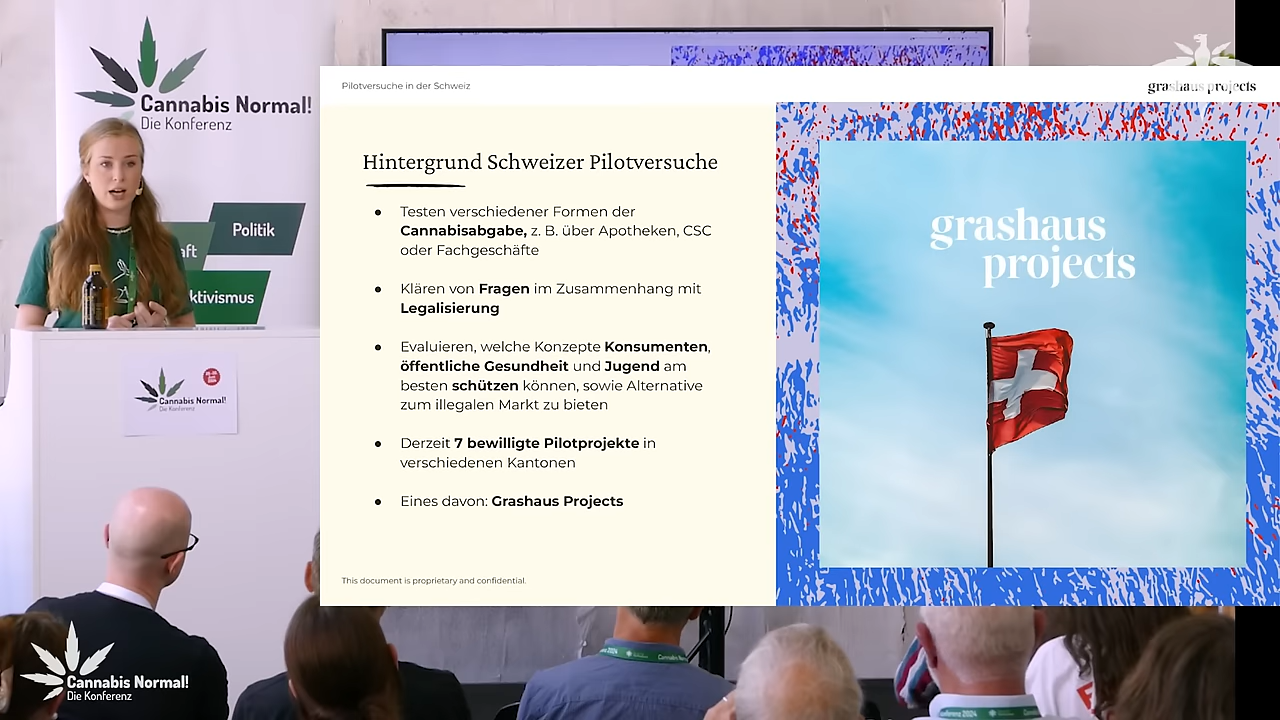 Cannabis Normal!
Die Konferenz
Politik
aft
ktivismus
Cannabis Normal!
Die Konferenz
Pilotversuche in der Schweiz
grashaus projects
Hintergrund Schweizer Pilotversuche
● Testen verschiedener Formen der
Cannabisabgabe, z. B. über Apotheken, CSC
oder Fachgeschäfte
● Klären von Fragen im Zusammenhang mit
Legalisierung
● Evaluieren, welche Konzepte Konsumenten,
öffentliche Gesundheit und Jugend am
besten schützen können, sowie Alternative
zum illegalen Markt zu bieten
● Derzeit 7 bewilligte Pilotprojekte in
verschiedenen Kantonen
● Eines davon: Grashaus Projects
This document is proprietary and confidential.
grashaus
projects
Cannabis Normal!
Die Konferenz
2024